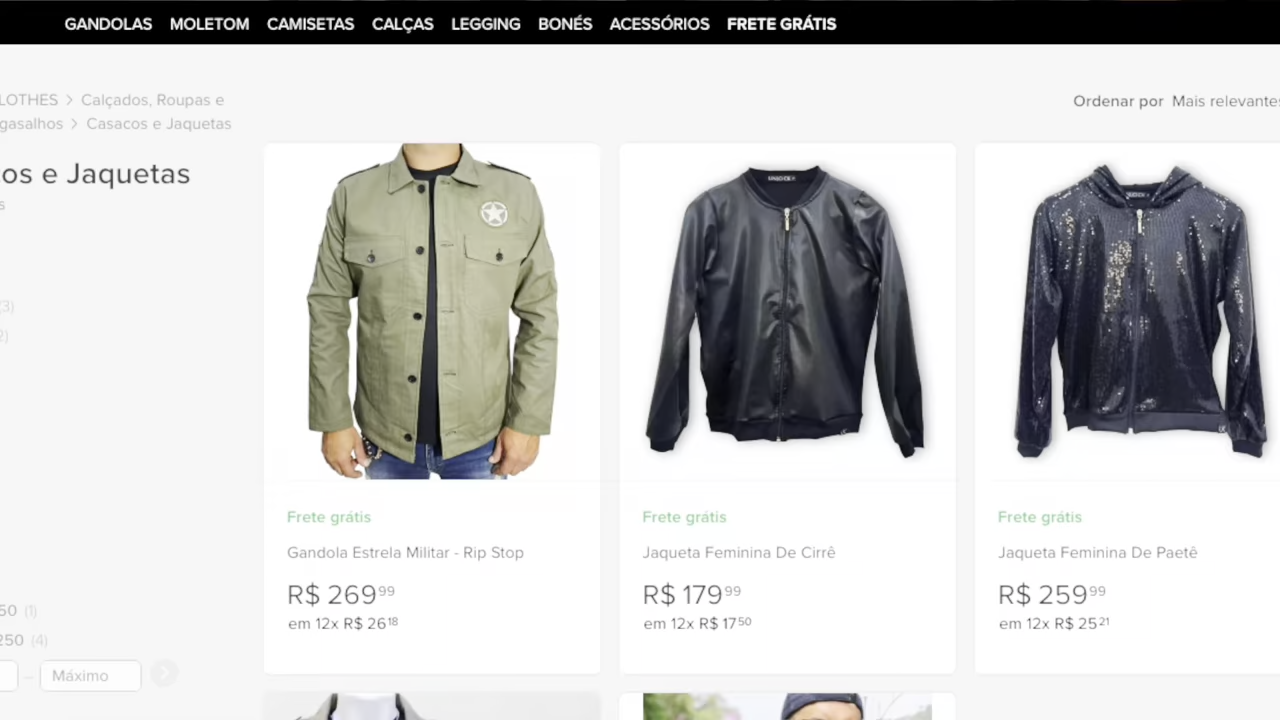 GANDOLAS MOLETOM CAMISETAS CALÇAS LEGGING BONÉS ACESSÓRIOS FRETE GRÁTIS
LOTHES > Calçados, Roupas e
gasalhos > Casacos e Jaquetas
Ordenar por Mais relevantes
os e Jaquetas
s
(3)
2)
50 (1)
250 (4)
– Máximo
Frete grátis
Gandola Estrela Militar - Rip Stop
R$ 269 99
em 12x R$ 26 18
Frete grátis
Jaqueta Feminina De Cirrê
R$ 179 99
em 12x R$ 17 50
Frete grátis
Jaqueta Feminina De Paetê
R$ 259 99
em 12x R$ 25 21